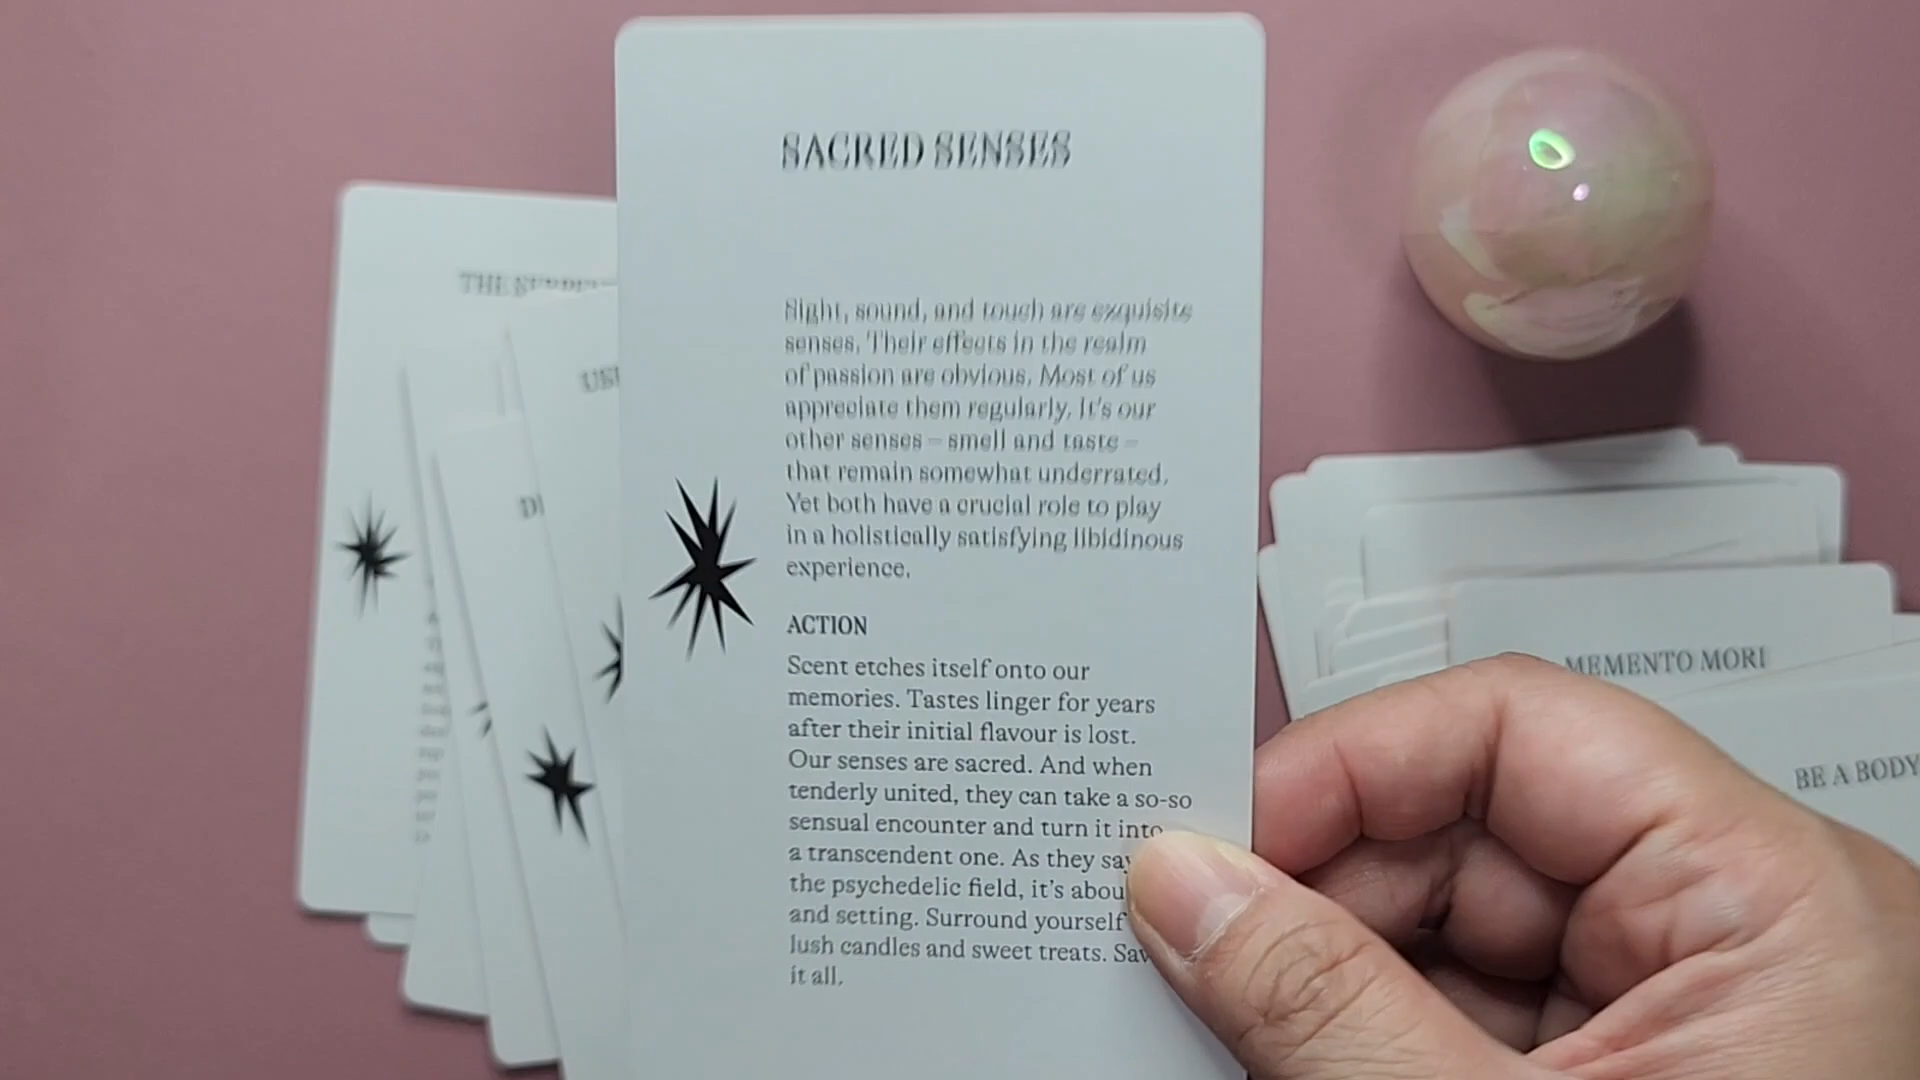 SACRED SENSES
Sight, sound, and touch are exquisite
senses. Their effects in the realm
of passion are obvious. Most of us
appreciate them regularly. It's our
other senses – smell and taste –
that remain somewhat underrated.
Yet both have a crucial role to play
in a holistically satisfying libidinous
experience.
ACTION
Scent etches itself onto our
memories. Tastes linger for years
after their initial flavour is lost.
Our senses are sacred. And when
tenderly united, they can take a so-so
sensual encounter and turn it into
a transcendent one. As they say
the psychedelic field, it's abou
and setting. Surround yourself
lush candles and sweet treats. Sav
it all.
THE
MEMENTO MORI
BE A BODY